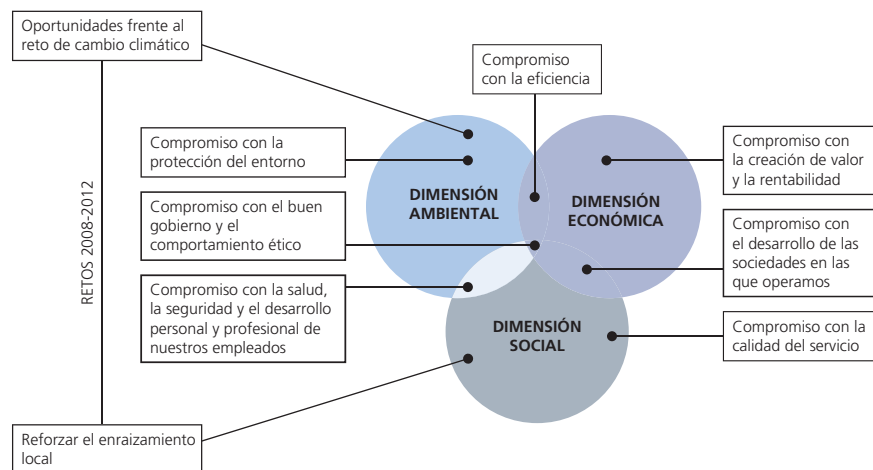 Oportunidades frente al
reto de cambio climático
Compromiso
con la eficiencia
Compromiso con la
protección del entorno
Compromiso con
la creación de valor
y la rentabilidad
DIMENSIÓN
AMBIENTAL
DIMENSIÓN
ECONÓMICA
Compromiso con el buen
gobierno y el
comportamiento ético
Compromiso con
el desarrollo de las
sociedades en las
que operamos
RETOS 2008-2012
Compromiso con la salud,
la seguridad y el desarrollo
personal y profesional de
nuestros empleados
DIMENSIÓN
SOCIAL
Compromiso con la
calidad del servicio
Reforzar el enraizamiento
local